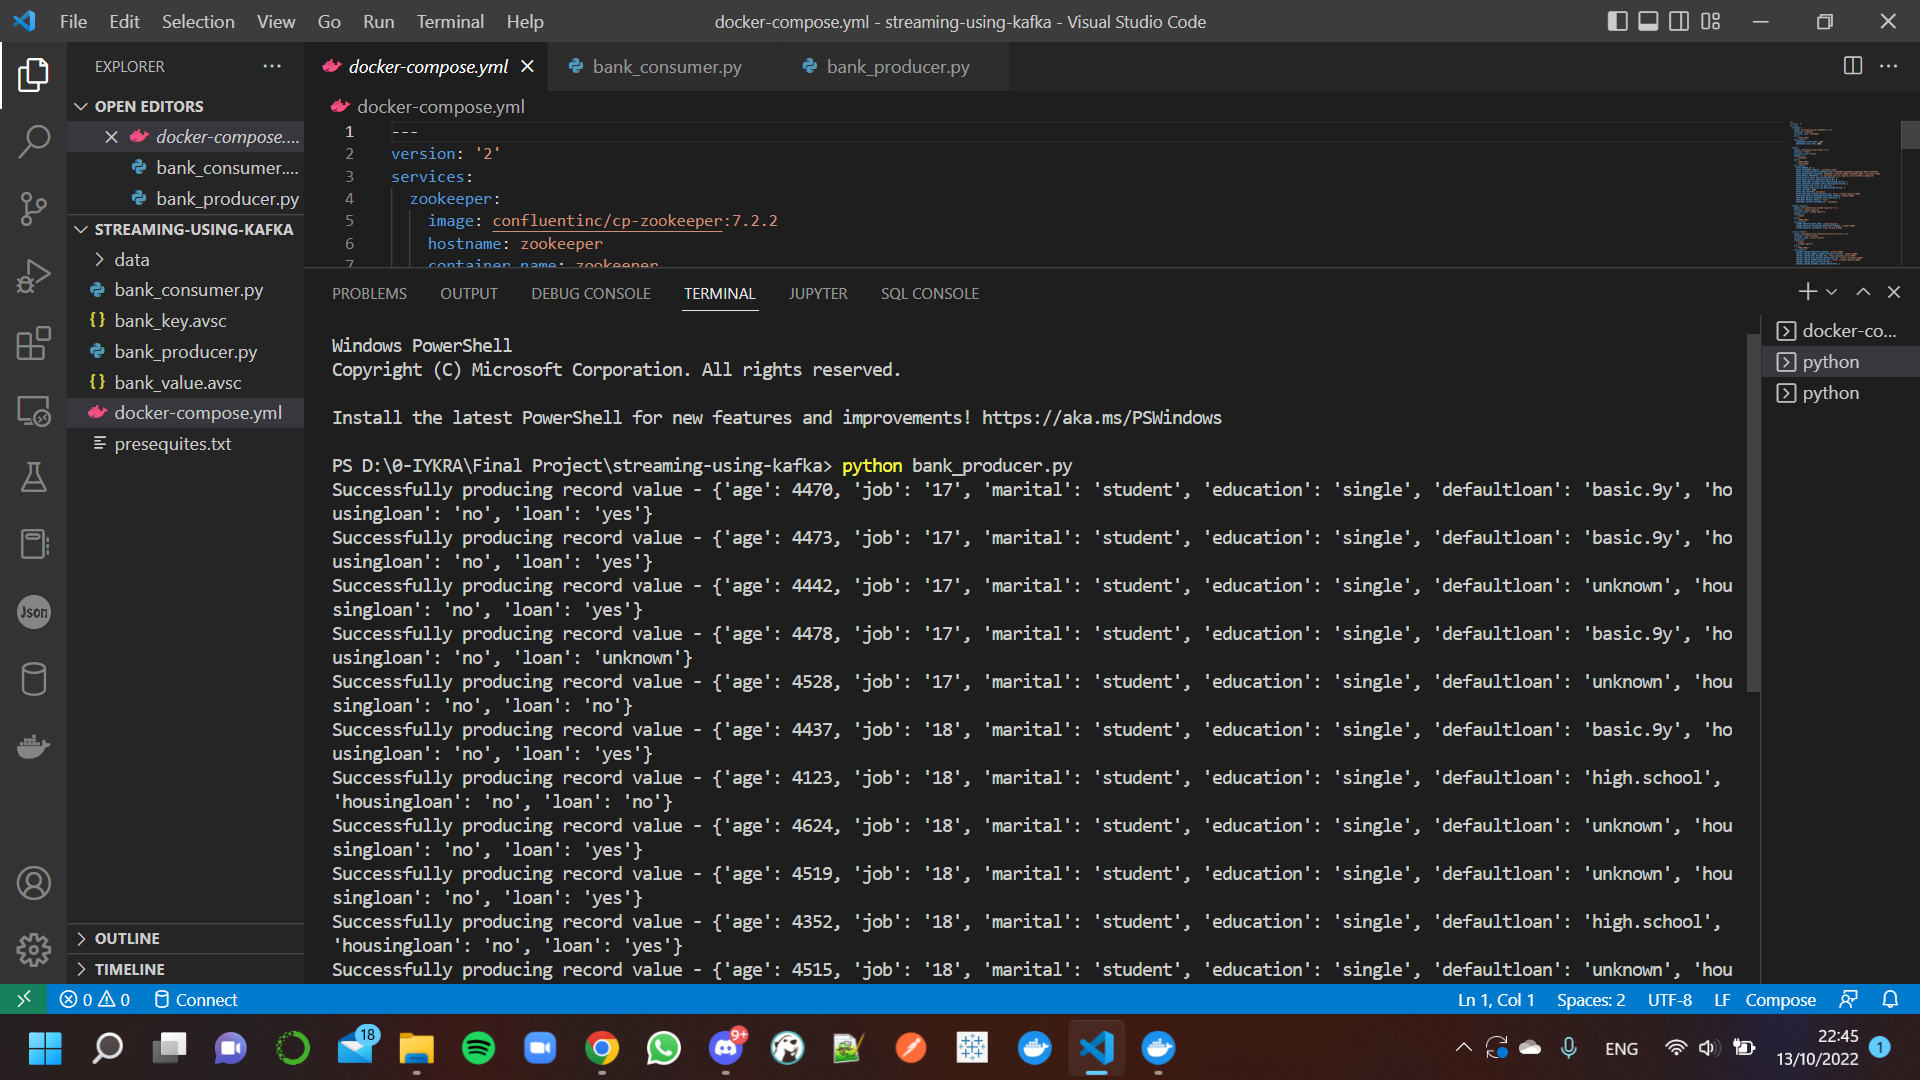 File Edit Selection View Go Run Terminal Help
docker-compose.yml - streaming-using-kafka - Visual Studio Code
EXPLORER
OPEN EDITORS
docker-compose....
bank_consumer....
bank_producer.py
STREAMING-USING-KAFKA
data
bank_consumer.py
bank_key.avsc
bank_producer.py
bank_value.avsc
docker-compose.yml
presequites.txt
OUTLINE
TIMELINE
Json
docker-compose.yml bank_consumer.py bank_producer.py
docker-compose.yml
1 ---
2 version: '2'
3 services:
4 zookeeper:
5 image: confluentinc/cp-zookeeper:7.2.2
6 hostname: zookeeper
7 container_name: zookeeper
PROBLEMS OUTPUT DEBUG CONSOLE TERMINAL JUPYTER SQL CONSOLE
docker-co...
python
python
Windows PowerShell
Copyright (C) Microsoft Corporation. All rights reserved.
Install the latest PowerShell for new features and improvements! https://aka.ms/PSWindows
PS D:\0-IYKRA\Final Project\streaming-using-kafka> python bank_producer.py
Successfully producing record value - {'age': 4470, 'job': '17', 'marital': 'student', 'education': 'single', 'defaultloan': 'basic.9y', 'ho
usingloan': 'no', 'loan': 'yes'}
Successfully producing record value - {'age': 4473, 'job': '17', 'marital': 'student', 'education': 'single', 'defaultloan': 'basic.9y', 'ho
usingloan': 'no', 'loan': 'yes'}
Successfully producing record value - {'age': 4442, 'job': '17', 'marital': 'student', 'education': 'single', 'defaultloan': 'unknown', 'hou
singloan': 'no', 'loan': 'yes'}
Successfully producing record value - {'age': 4478, 'job': '17', 'marital': 'student', 'education': 'single', 'defaultloan': 'basic.9y', 'ho
usingloan': 'no', 'loan': 'unknown'}
Successfully producing record value - {'age': 4528, 'job': '17', 'marital': 'student', 'education': 'single', 'defaultloan': 'unknown', 'hou
singloan': 'no', 'loan': 'no'}
Successfully producing record value - {'age': 4437, 'job': '18', 'marital': 'student', 'education': 'single', 'defaultloan': 'basic.9y', 'ho
usingloan': 'no', 'loan': 'yes'}
Successfully producing record value - {'age': 4123, 'job': '18', 'marital': 'student', 'education': 'single', 'defaultloan': 'high.school',
'housingloan': 'no', 'loan': 'no'}
Successfully producing record value - {'age': 4624, 'job': '18', 'marital': 'student', 'education': 'single', 'defaultloan': 'unknown', 'hou
singloan': 'no', 'loan': 'yes'}
Successfully producing record value - {'age': 4519, 'job': '18', 'marital': 'student', 'education': 'single', 'defaultloan': 'unknown', 'hou
singloan': 'no', 'loan': 'yes'}
Successfully producing record value - {'age': 4352, 'job': '18', 'marital': 'student', 'education': 'single', 'defaultloan': 'high.school',
'housingloan': 'no', 'loan': 'yes'}
Successfully producing record value - {'age': 4515, 'job': '18', 'marital': 'student', 'education': 'single', 'defaultloan': 'unknown', 'hou
0 0 Connect Ln 1, Col 1 Spaces: 2 UTF-8 LF Compose
18 9+ ENG 22:45 1
13/10/2022